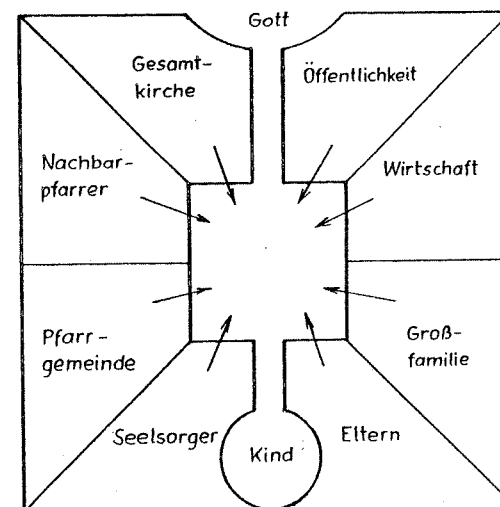 Gott
Gesamt-
kirche
Öffentlichkeit
Nachbar-
pfarrer
Wirtschaft
Pfarr-
gemeinde
Groß-
familie
Seelsorger
Kind
Eltern